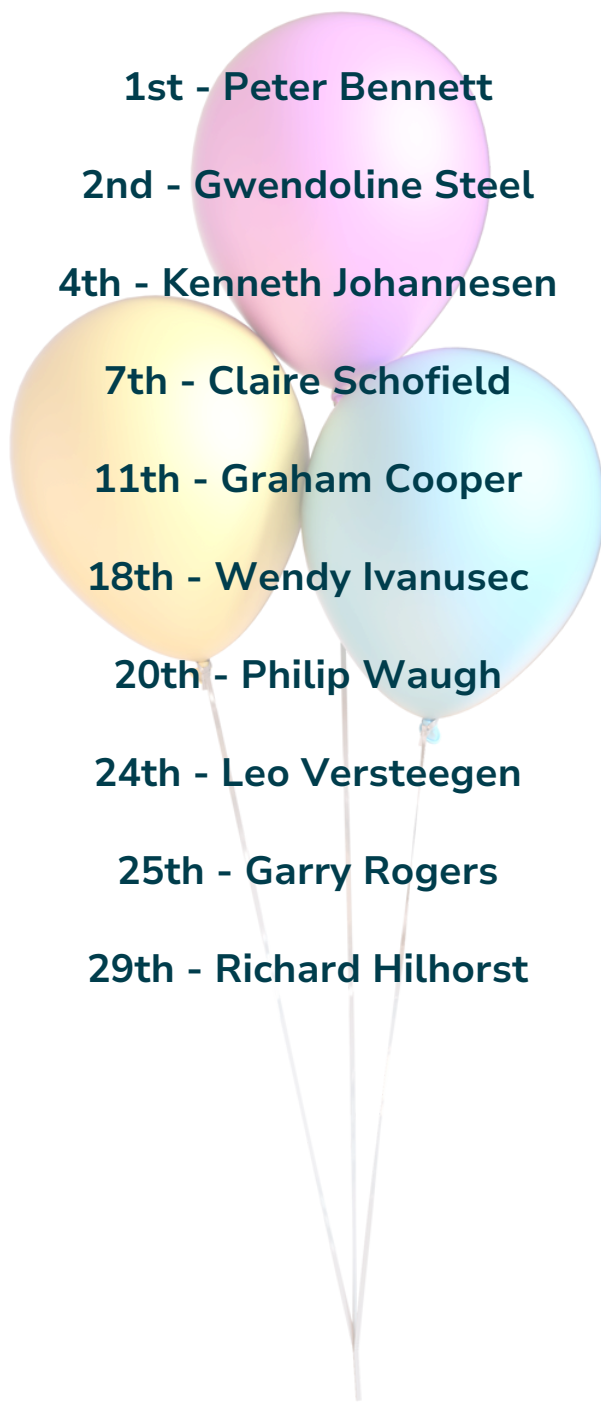 1st - Peter Bennett
2nd - Gwendoline Steel
4th - Kenneth Johannesen
7th - Claire Schofield
11th - Graham Cooper
18th - Wendy Ivanusec
20th - Philip Waugh
24th - Leo Versteegen
25th - Garry Rogers
29th - Richard Hilhorst